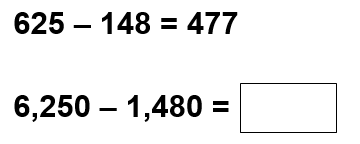 625 – 148 = 477
6,250 – 1,480 =